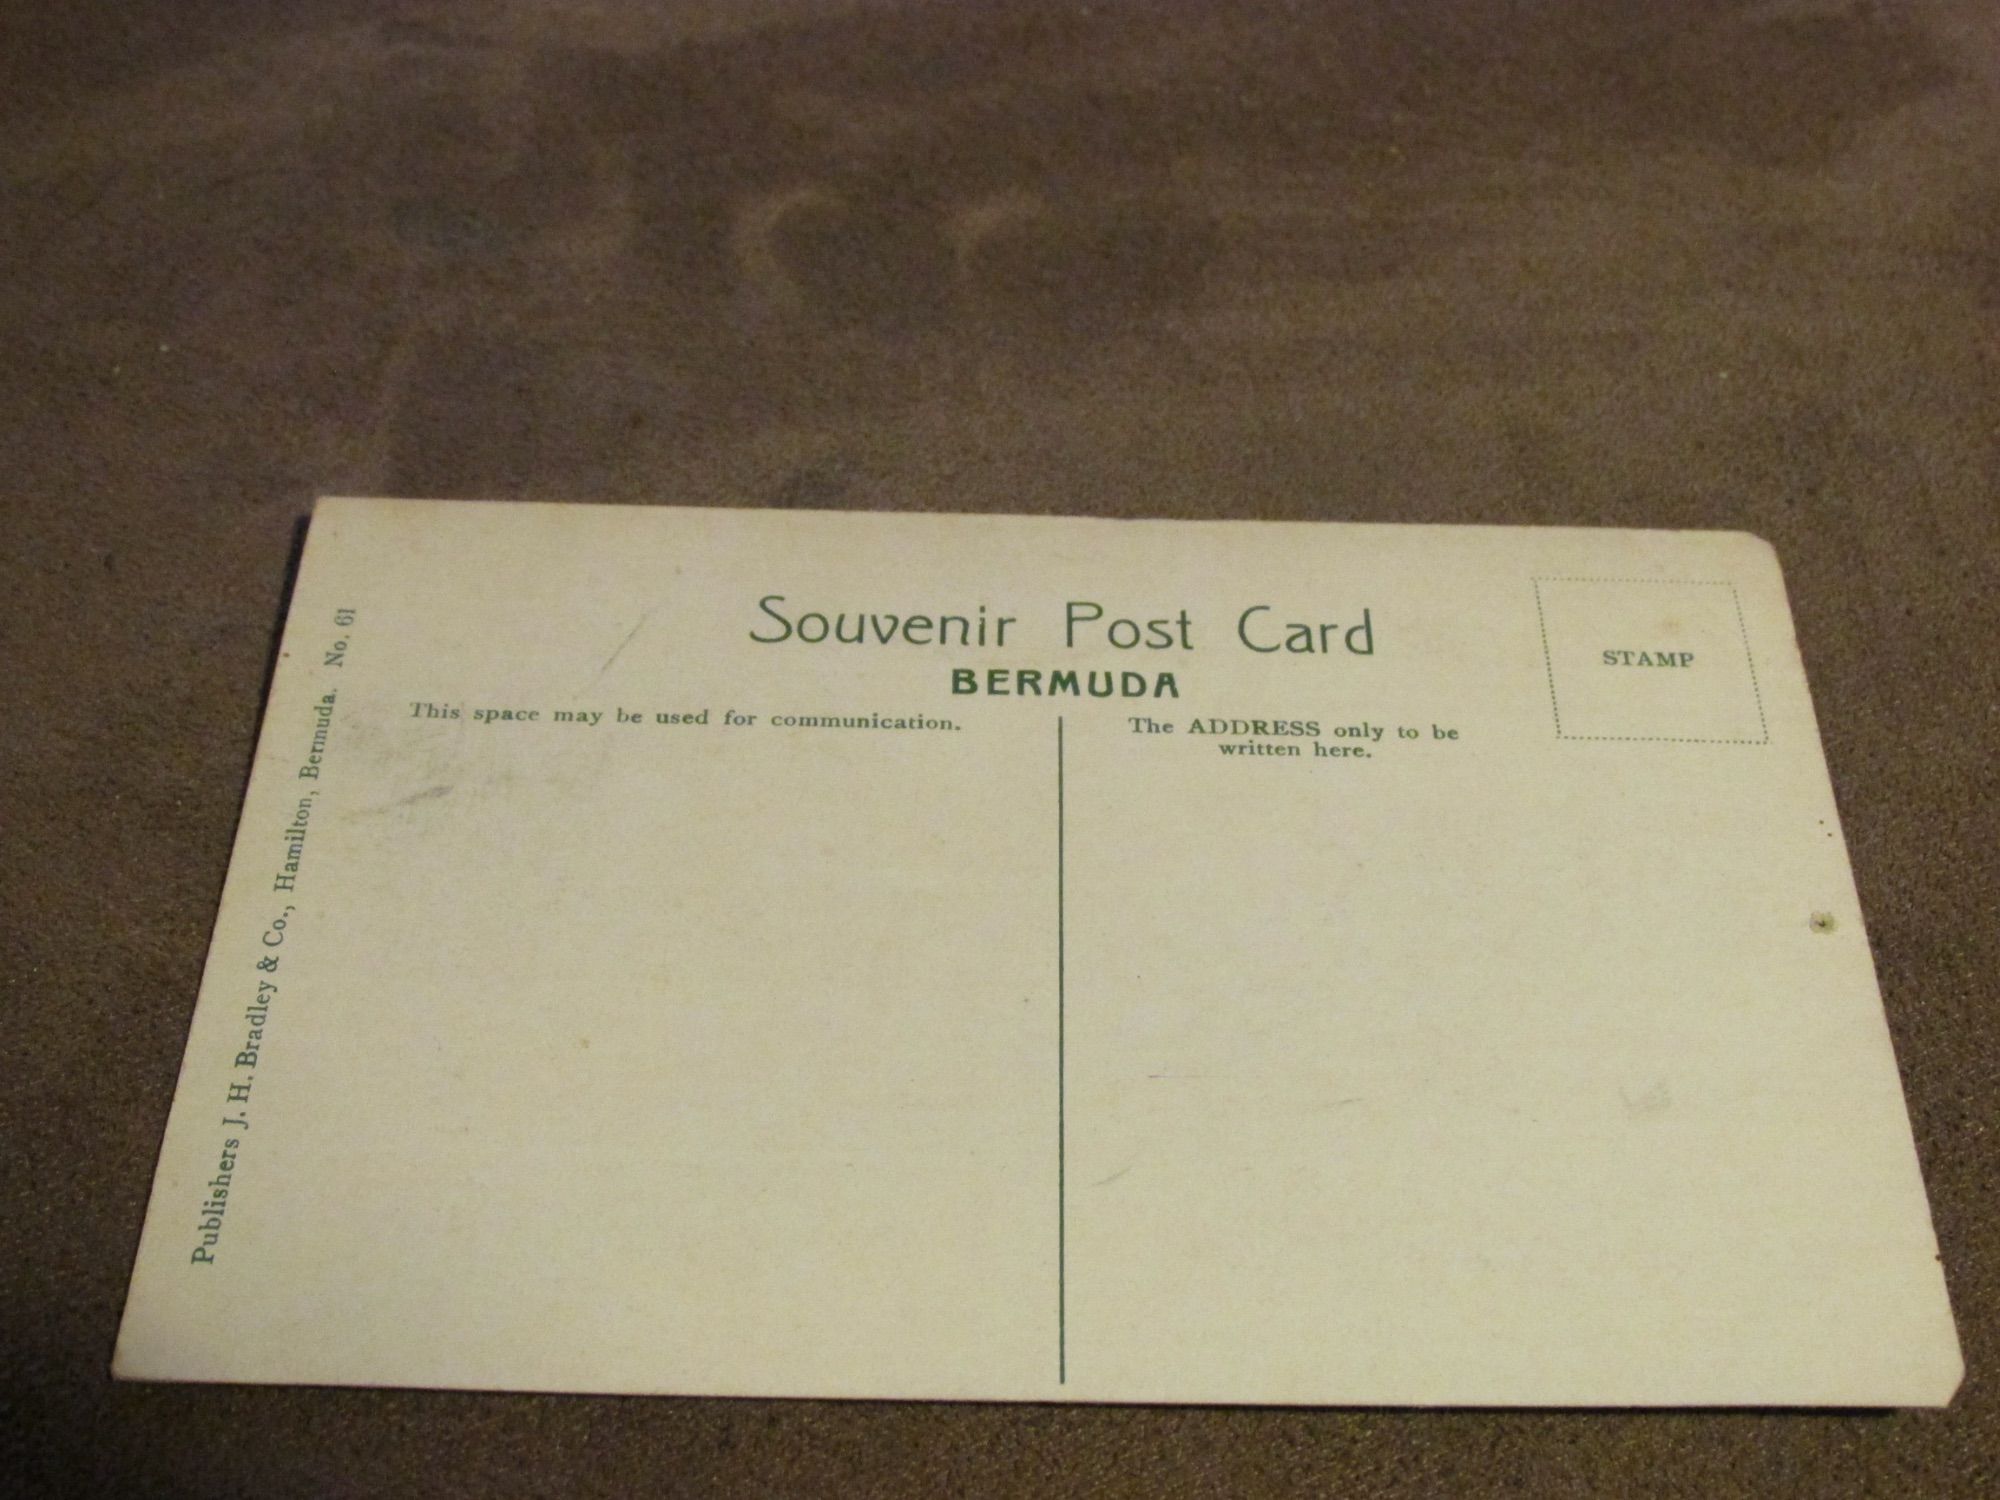 Souvenir Post Card
BERMUDA
STAMP
This space may be used for communication.
The ADDRESS only to be
written here.
Publishers J. H. Bradley & Co., Hamilton, Bermuda. No. 61